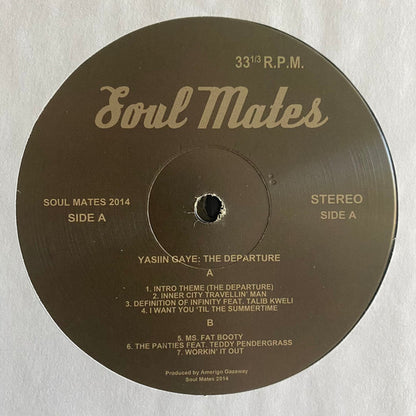 33 1/3 R.P.M.
Soul Mates
SOUL MATES 2014
SIDE A
STEREO
SIDE A
YASIIN GAYE: THE DEPARTURE
A
1. INTRO THEME (THE DEPARTURE)
2. INNER CITY TRAVELLIN' MAN
3. DEFINITION OF INFINITY FEAT. TALIB KWELI
4. I WANT YOU 'TIL THE SUMMERTIME
B
5. MS. FAT BOOTY
6. THE PANTIES FEAT. TEDDY PENDERGRASS
7. WORKIN' IT OUT
Produced by Amerigo Gazaway
Soul Mates 2014